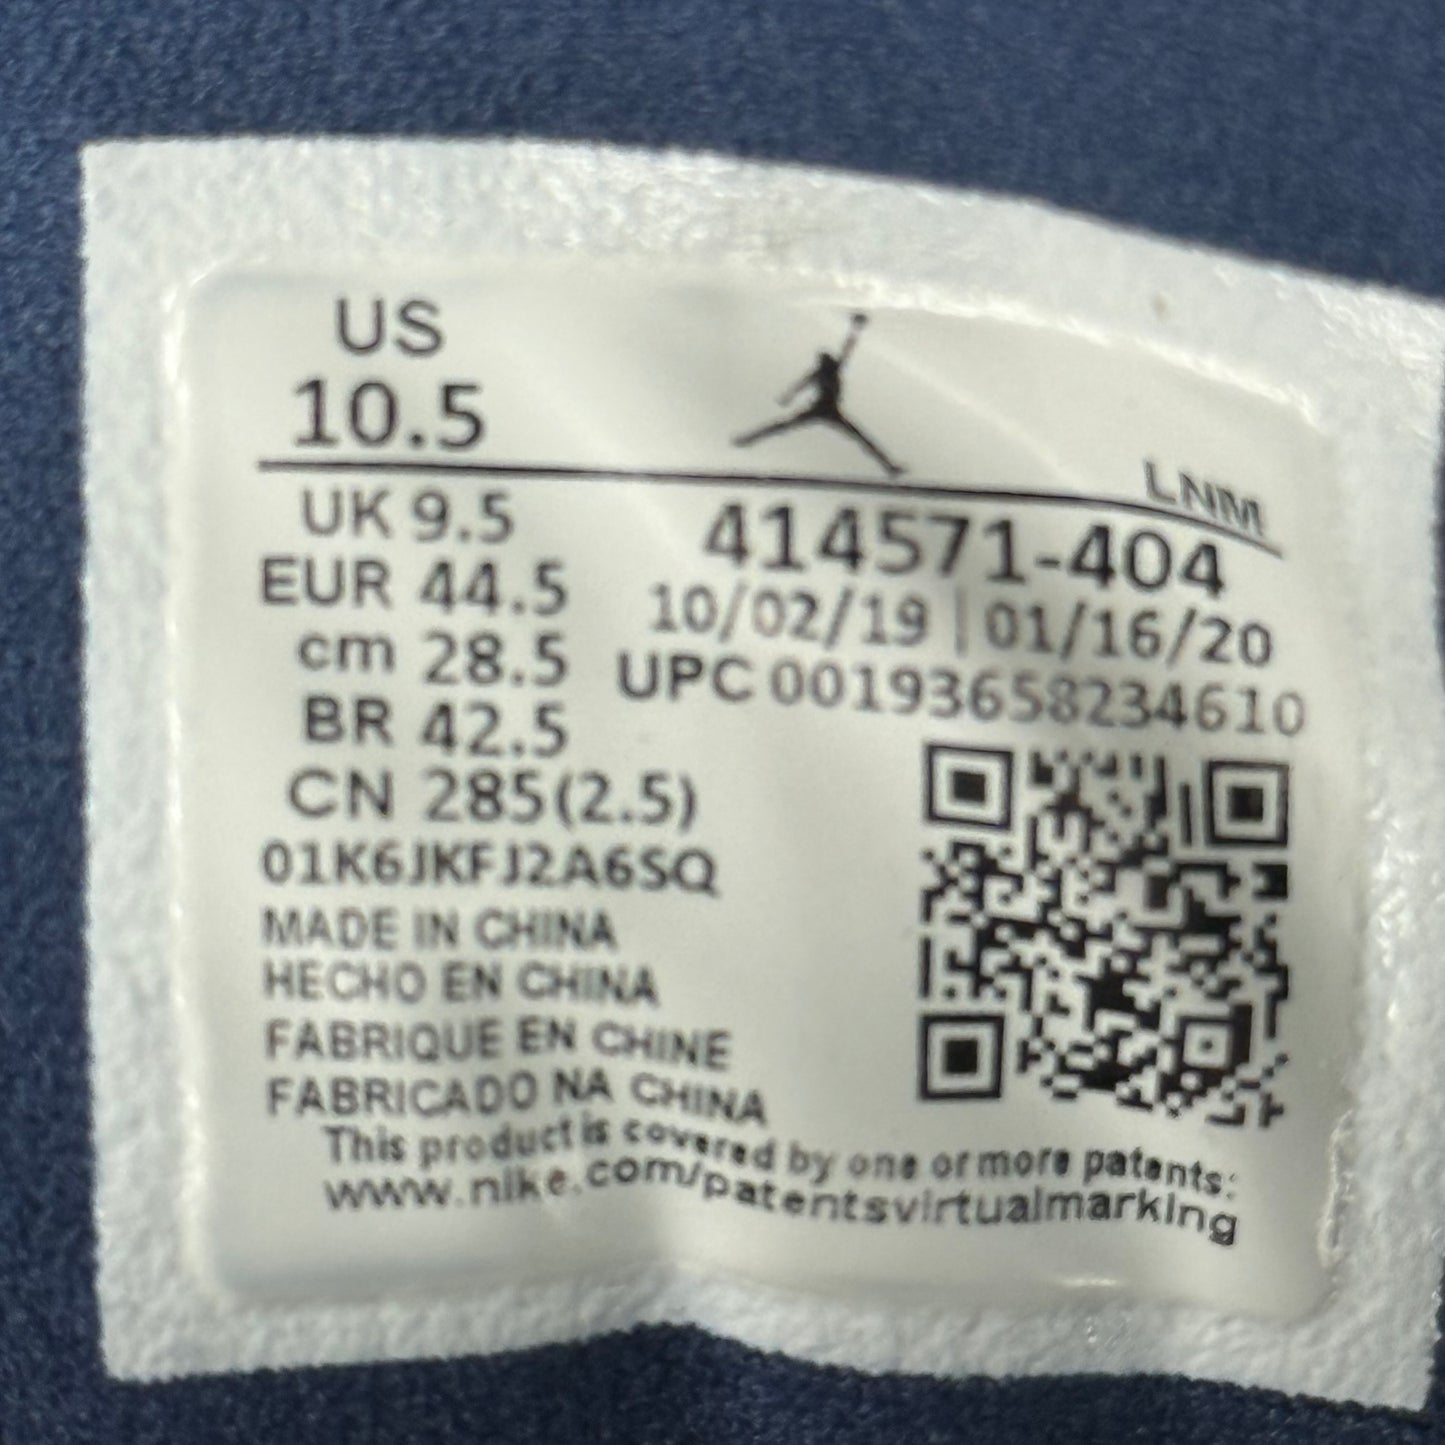 US
10.5
LNM
UK 9.5
EUR 44.5
cm 28.5
BR 42.5
CN 285(2.5)
414571-404
10/02/19 | 01/16/20
UPC 00193658234610
01K6JKFJ2A6SQ
MADE IN CHINA
HECHO EN CHINA
FABRIQUE EN CHINE
FABRICADO NA CHINA
This product is covered by one or more patents:
www.nike.com/patentsvirtualmarking